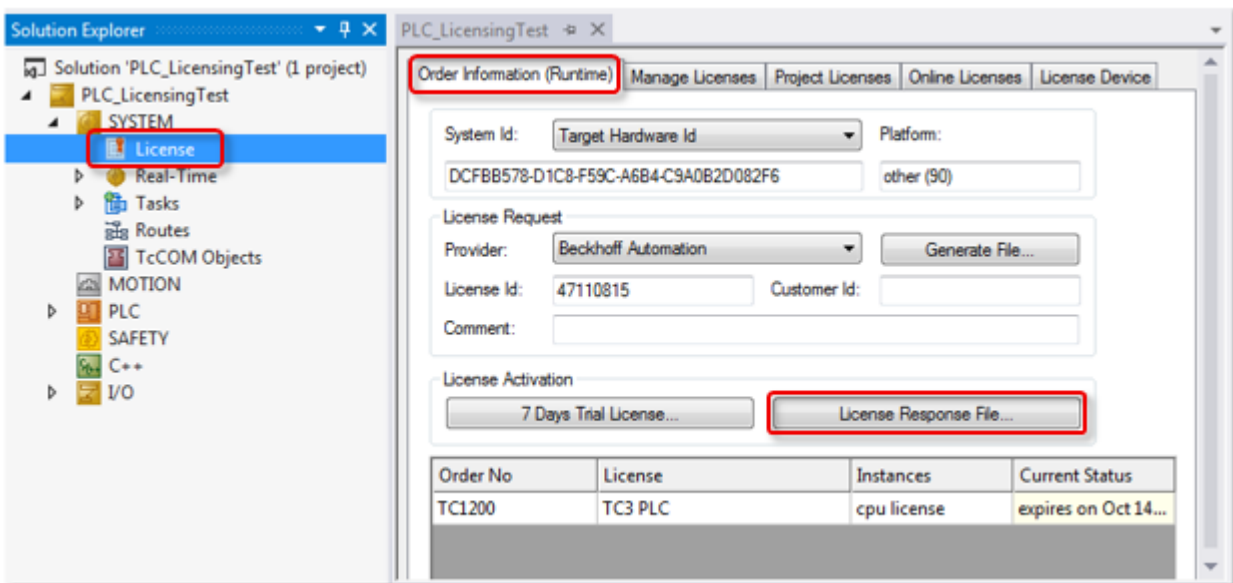 Solution Explorer
Solution 'PLC_LicensingTest' (1 project)
PLC_LicensingTest
SYSTEM
License
Real-Time
Tasks
Routes
TcCOM Objects
MOTION
PLC
SAFETY
C++
I/O
PLC_LicensingTest
Order Information (Runtime) Manage Licenses Project Licenses Online Licenses License Device
System Id: Target Hardware Id Platform:
DCFBB578-D1C8-F59C-A6B4-C9A0B2D082F6 other (90)
License Request
Provider: Beckhoff Automation Generate File...
License Id: 47110815 Customer Id:
Comment:
License Activation
7 Days Trial License... License Response File...
Order No License Instances Current Status
TC1200 TC3 PLC cpu license expires on Oct 14...